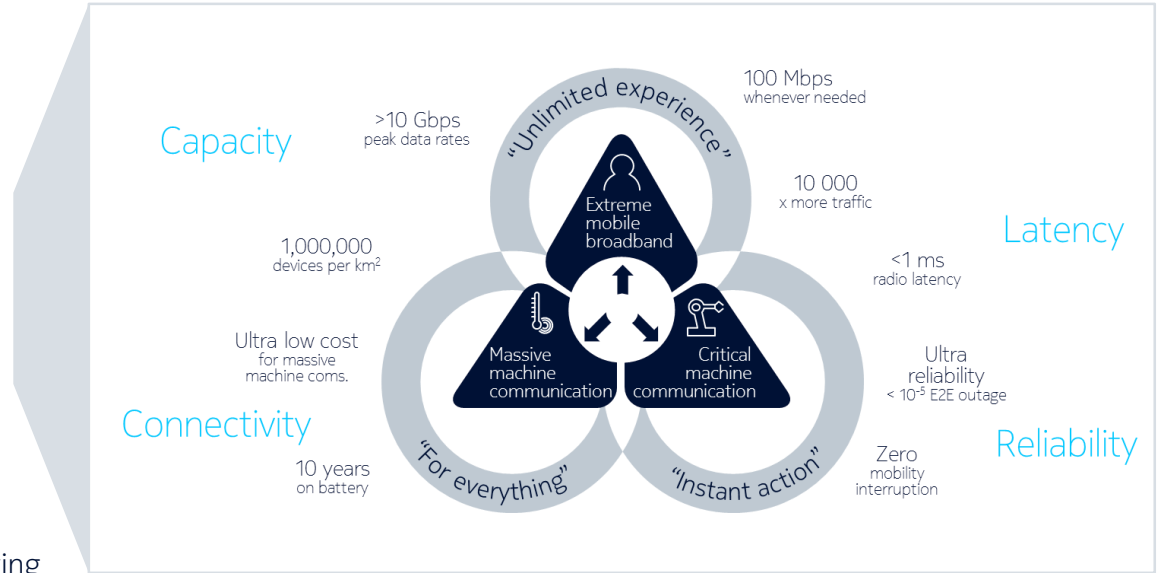 "Unlimited experience"
100 Mbps
whenever needed
>10 Gbps
peak data rates
Capacity
10 000
x more traffic
Extreme
mobile
broadband
Latency
1,000,000
devices per km²
<1 ms
radio latency
Ultra low cost
for massive
machine coms.
Massive
machine
communication
Critical
machine
communication
Ultra
reliability
< 10⁻⁵ E2E outage
Connectivity
Reliability
10 years
on battery
"For everything"
"Instant action"
Zero
mobility
interruption